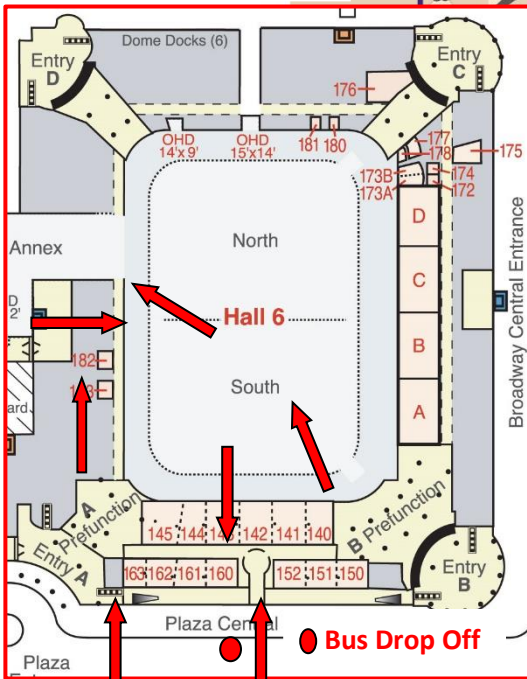 Entry
D
Dome Docks (6)
Entry
C
176
OHD
14'x 9'
OHD
15'x14'
181
180
177
178
175
173B
173A
174
172
Annex
North
D
C
B
A
Broadway Central Entrance
D
2'
Hall 6
South
182
ard
A
Prefunction
B Prefunction
145
144
142
141
140
Entry A
163
162
161
160
152
151
150
Entry
B
Plaza Central
Bus Drop Off
Plaza